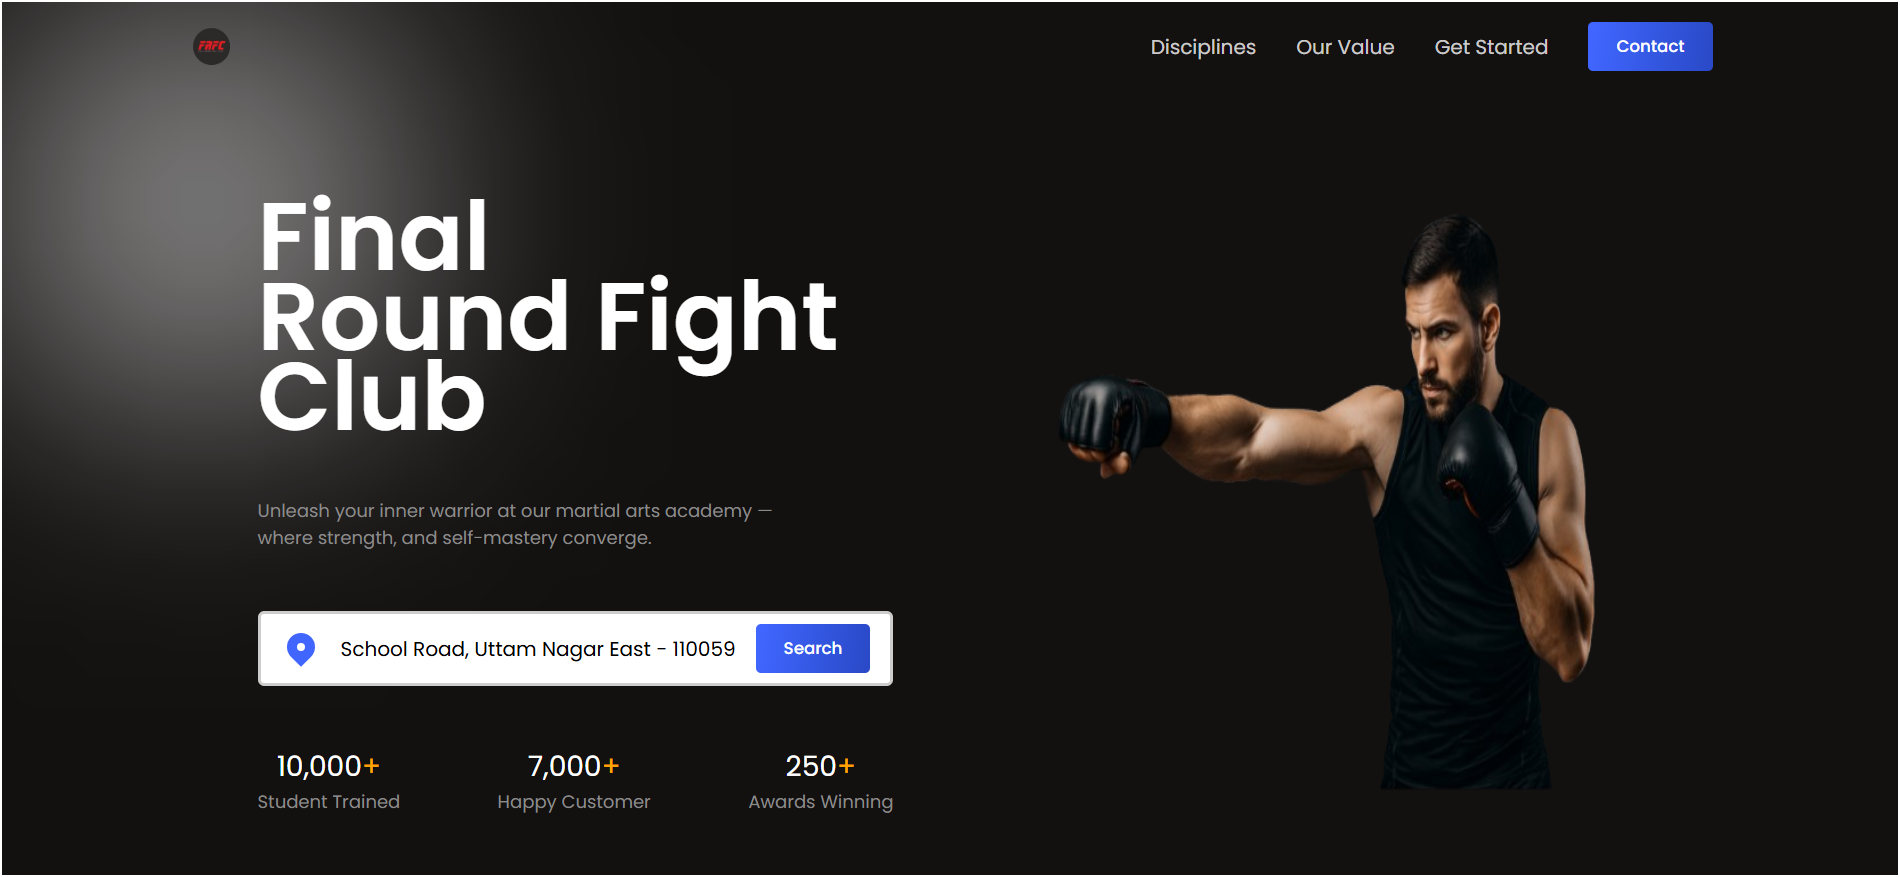 FRFC
Disciplines
Our Value
Get Started
Contact
Final
Round Fight
Club
Unleash your inner warrior at our martial arts academy —
where strength, and self-mastery converge.
School Road, Uttam Nagar East - 110059
Search
10,000+
Student Trained
7,000+
Happy Customer
250+
Awards Winning